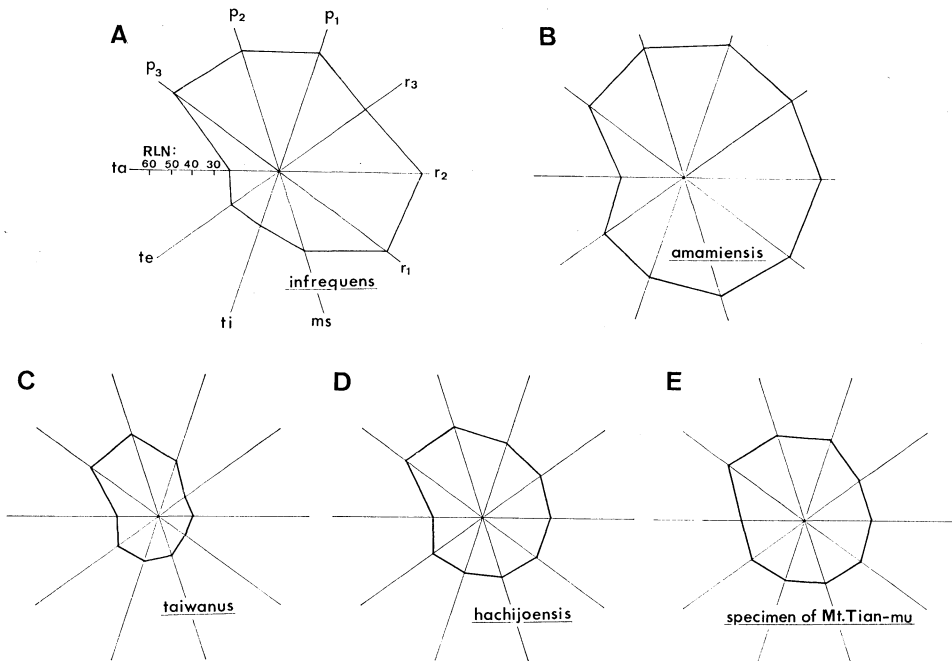 A
p₃
p₂
p₁
r₃
r₂
r₁
ms
ti
te
ta
RLN:
60 50 40 30
infrequens
B
amamiensis
C
taiwanus
D
hachijoensis
E
specimen of Mt.Tian-mu